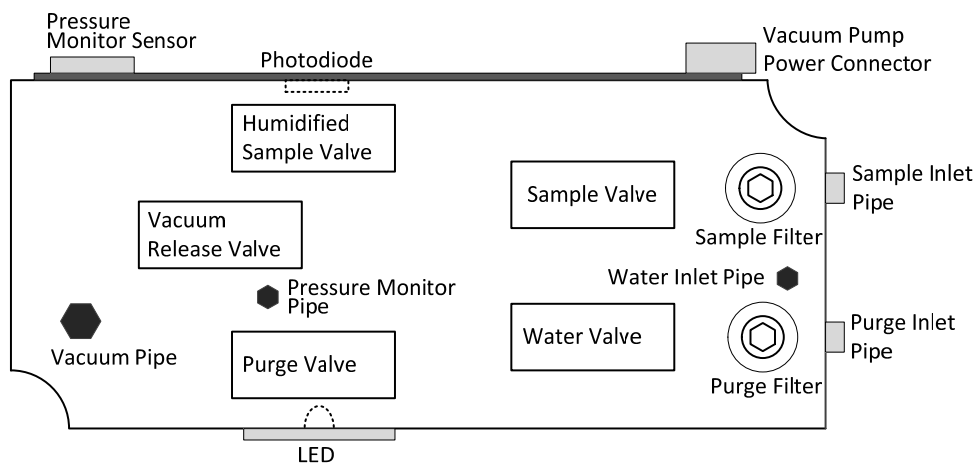 Pressure
Monitor Sensor
Photodiode
Vacuum Pump
Power Connector
Humidified
Sample Valve
Sample Valve
Sample Inlet
Pipe
Vacuum
Release Valve
Sample Filter
Water Inlet Pipe
Pressure Monitor
Pipe
Vacuum Pipe
Purge Valve
Water Valve
Purge Inlet
Pipe
Purge Filter
LED